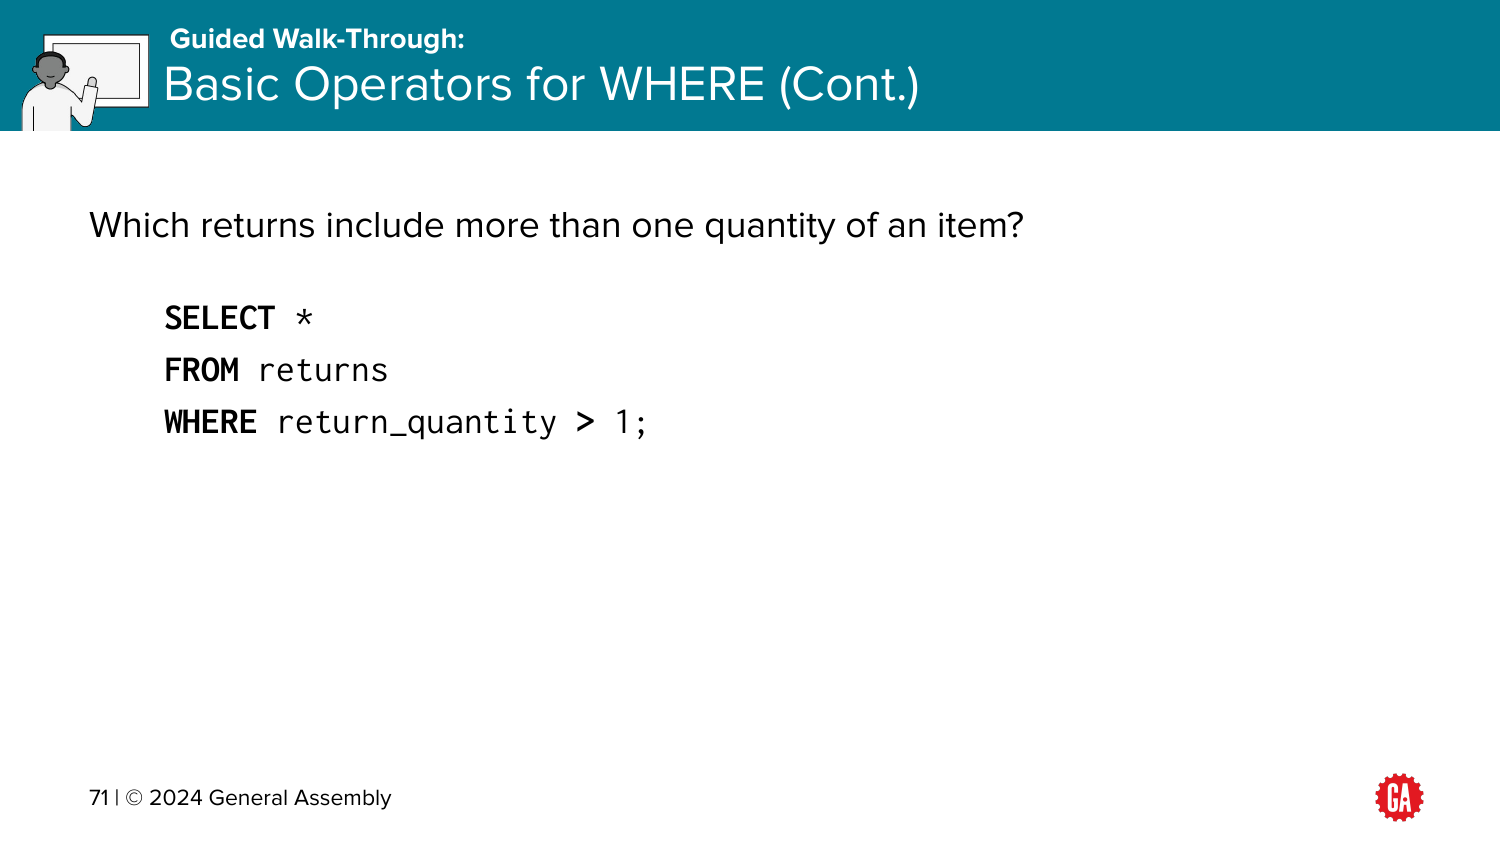 Guided Walk-Through:
Basic Operators for WHERE (Cont.)
Which returns include more than one quantity of an item?
SELECT *
FROM returns
WHERE return_quantity > 1;
71 | © 2024 General Assembly
GA